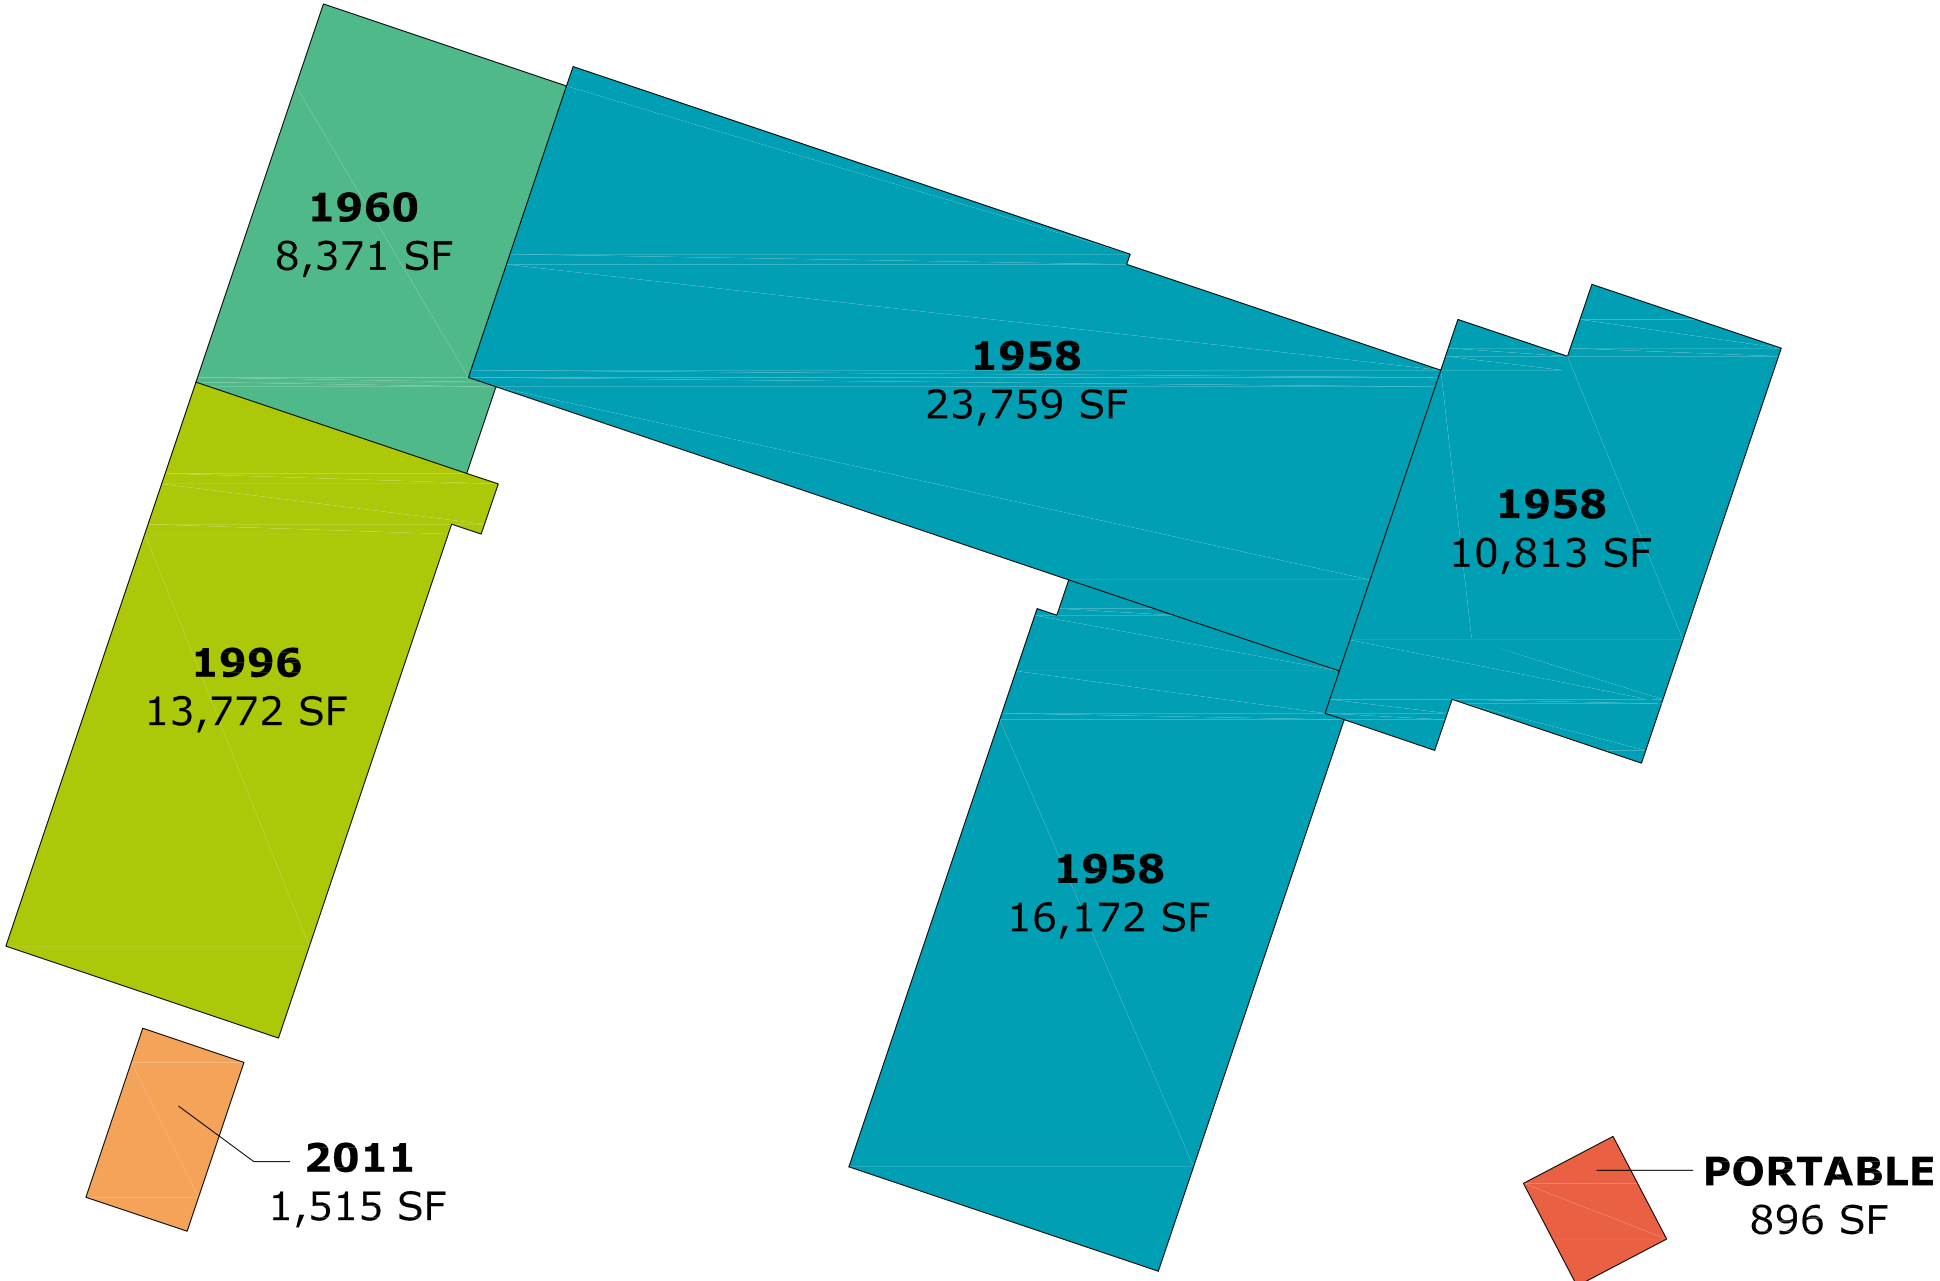 1960
8,371 SF
1958
23,759 SF
1958
10,813 SF
1996
13,772 SF
1958
16,172 SF
2011
1,515 SF
PORTABLE
896 SF